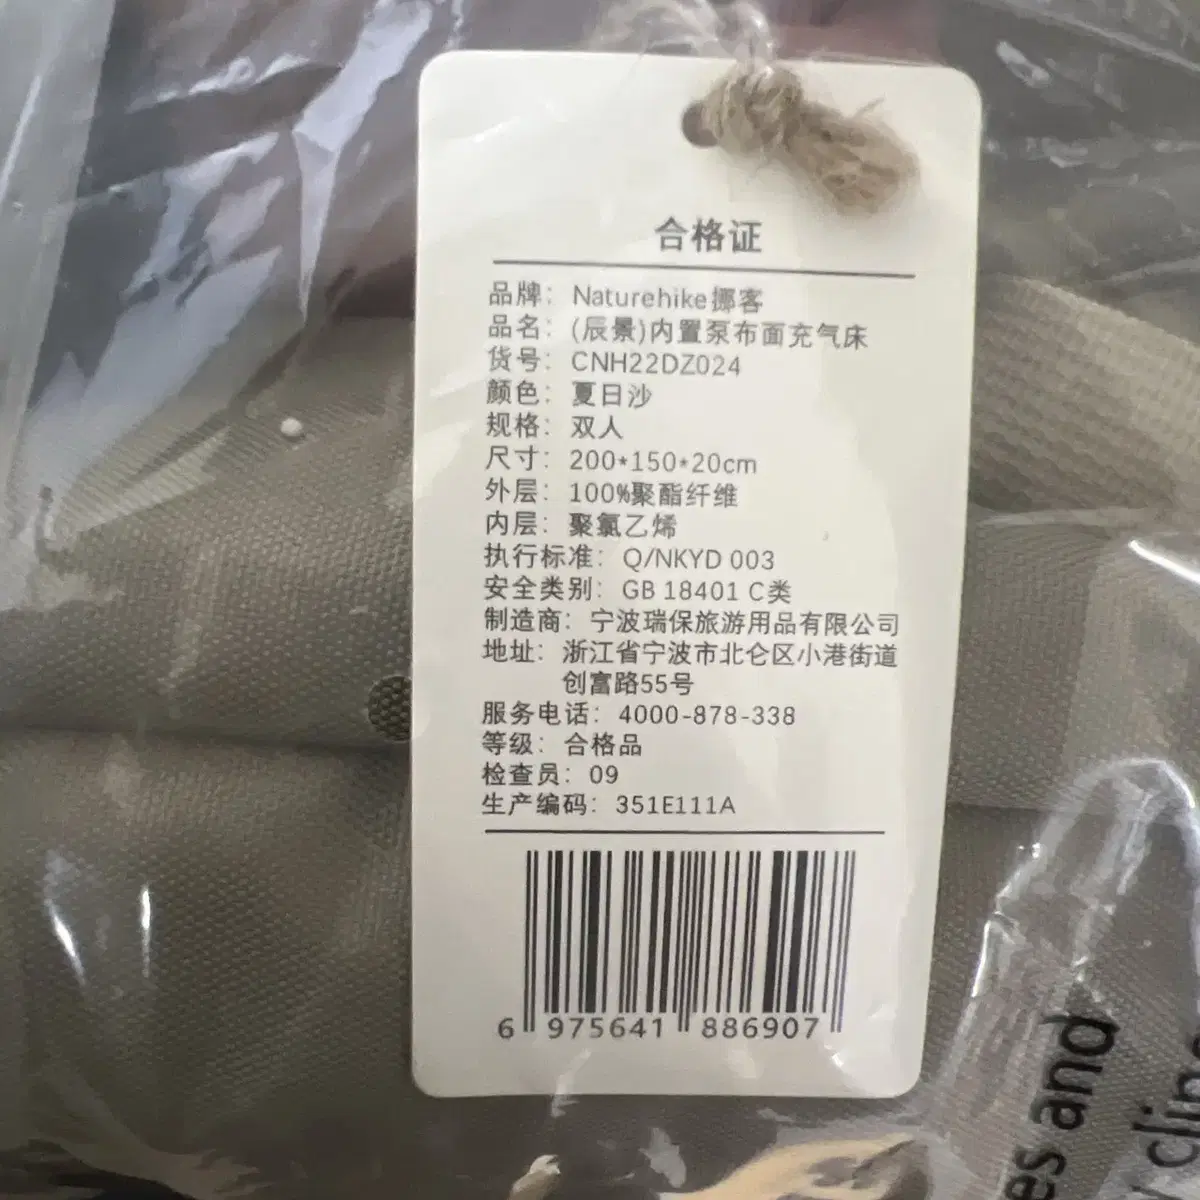 合格证
品牌：Naturehike挪客
品名：(辰景)内置泵布面充气床
货号：CNH22DZ024
颜色：夏日沙
规格：双人
尺寸：200*150*20cm
外层：100%聚酯纤维
内层：聚氯乙烯
执行标准：Q/NKYD 003
安全类别：GB 18401 C类
制造商：宁波瑞保旅游用品有限公司
地址：浙江省宁波市北仑区小港街道
创富路55号
服务电话：4000-878-338
等级：合格品
检查员：09
生产编码：351E111A
6 975641 886907
and